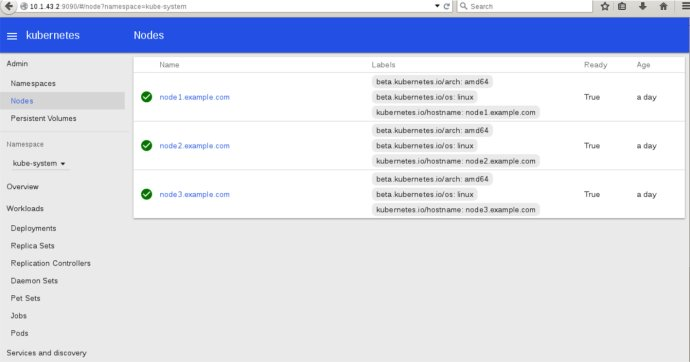 10.1.43.2:9090/#/node?namespace=kube-system
Search
kubernetes
Nodes
Admin
Namespaces
Nodes
Persistent Volumes
Namespace
kube-system
Overview
Workloads
Deployments
Replica Sets
Replication Controllers
Daemon Sets
Pet Sets
Jobs
Pods
Services and discovery
Name Labels Ready Age
beta.kubernetes.io/arch: amd64
node1.example.com beta.kubernetes.io/os: linux True a day
kubernetes.io/hostname: node1.example.com
beta.kubernetes.io/arch: amd64
node2.example.com beta.kubernetes.io/os: linux True a day
kubernetes.io/hostname: node2.example.com
beta.kubernetes.io/arch: amd64
node3.example.com beta.kubernetes.io/os: linux True a day
kubernetes.io/hostname: node3.example.com